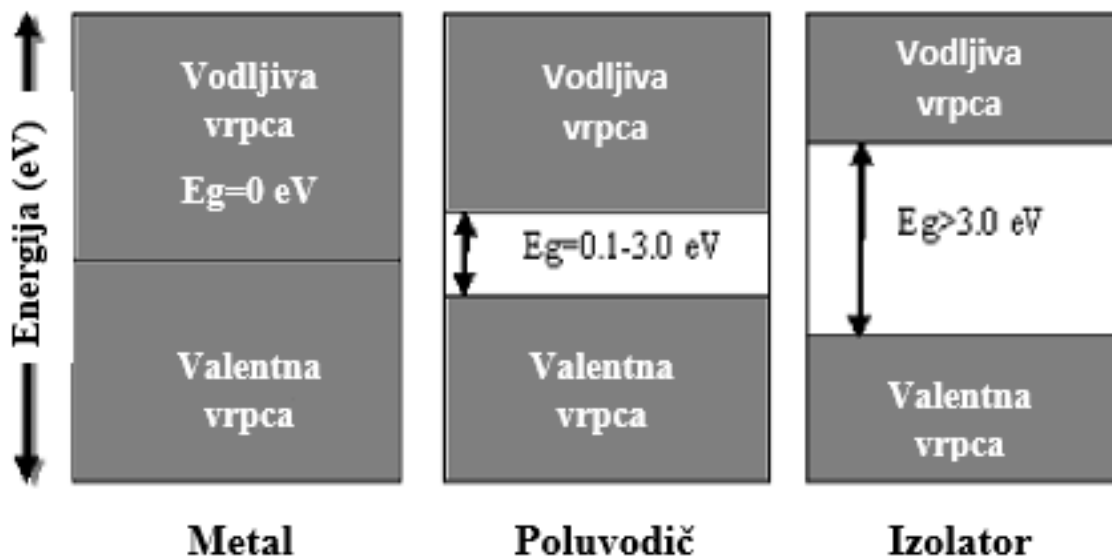 Energija (eV)
Vodljiva
vrpca
Eg=0 eV
Valentna
vrpca
Metal
Vodljiva
vrpca
Eg=0.1-3.0 eV
Valentna
vrpca
Poluvodič
Vodljiva
vrpca
Eg>3.0 eV
Valentna
vrpca
Izolator